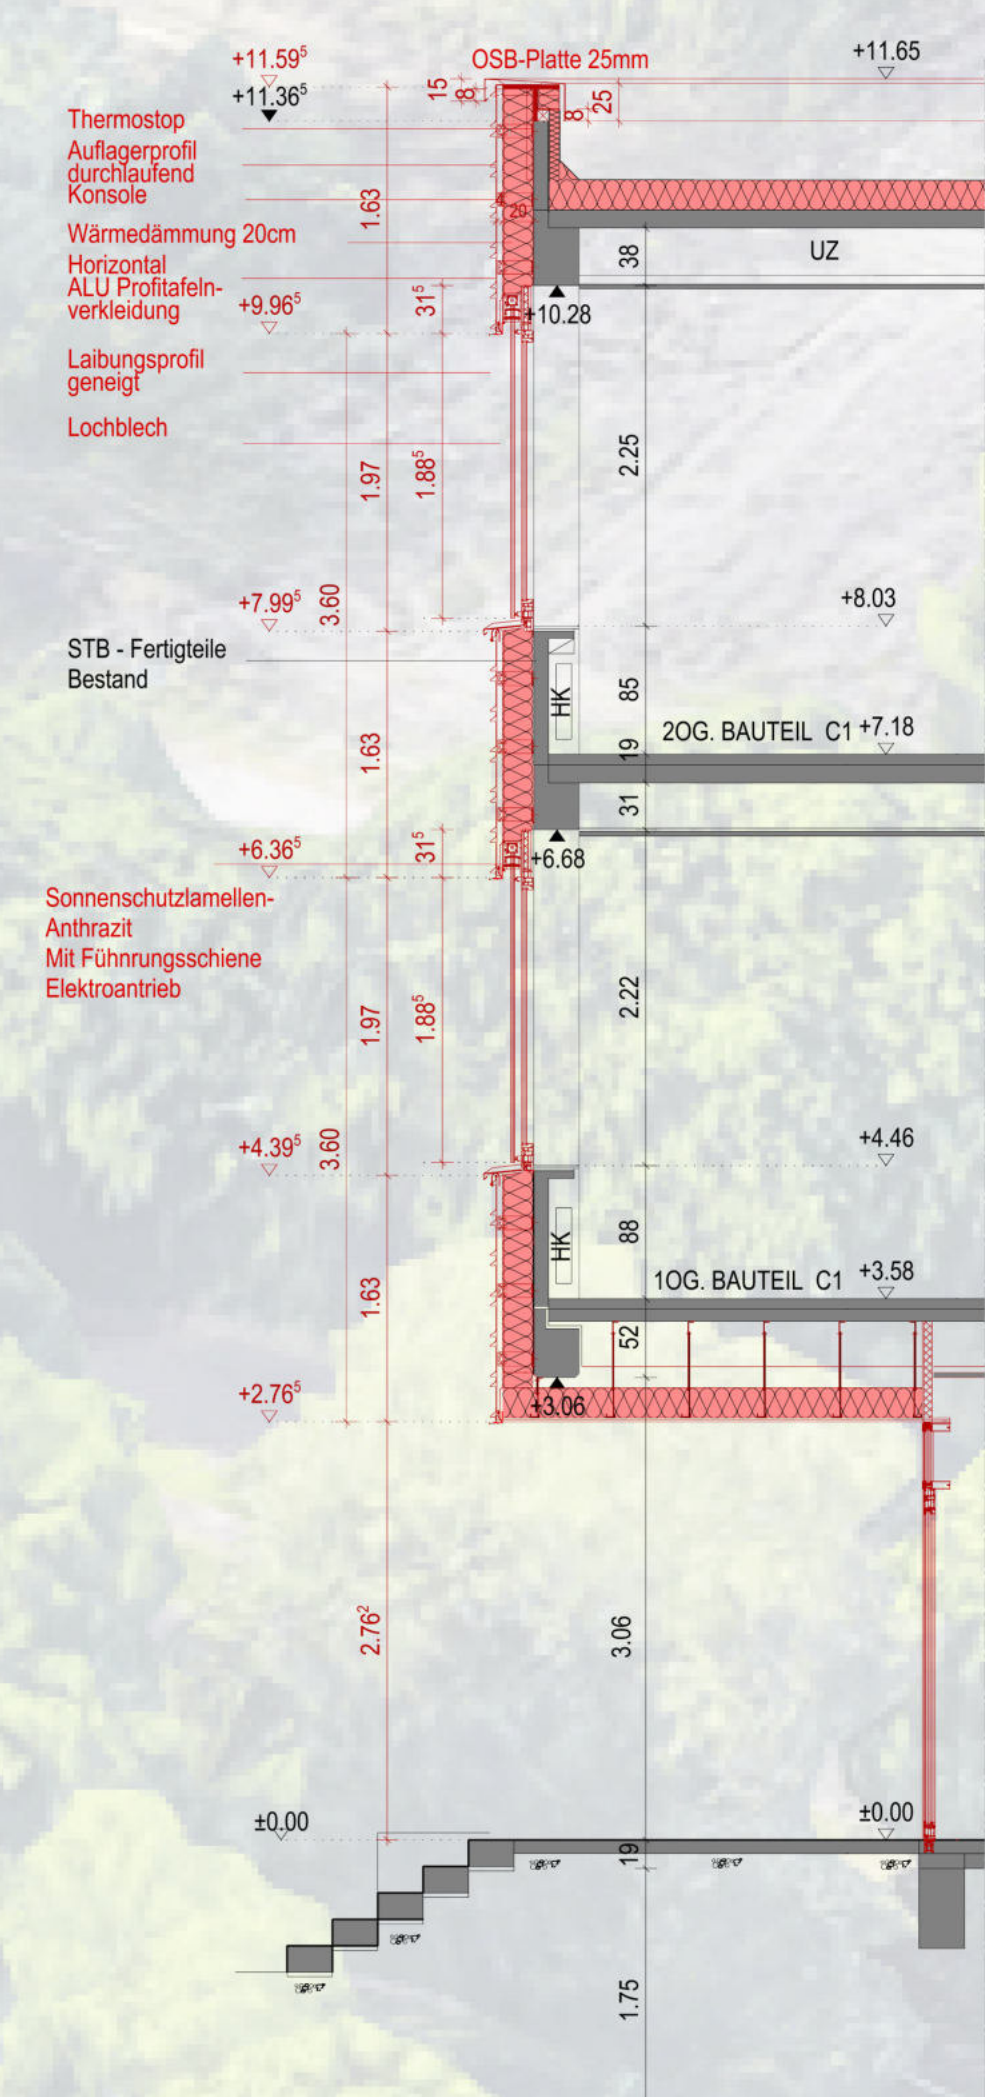 +11.59⁵
OSB-Platte 25mm
+11.65
+11.36⁵
15
8
8
25
Thermostop
Auflagerprofil
durchlaufend
Konsole
1.63
20
Wärmedämmung 20cm
38
UZ
Horizontal
ALU Profitafeln-
verkleidung
+9.96⁵
31⁵
+10.28
Laibungsprofil
geneigt
Lochblech
1.97
1.88⁵
2.25
+7.99⁵
3.60
+8.03
STB - Fertigteile
Bestand
HK
85
1.63
2OG. BAUTEIL C1
+7.18
19
31
+6.36⁵
31⁵
+6.68
Sonnenschutzlamellen-
Anthrazit
Mit Fühnrungsschiene
Elektroantrieb
1.97
1.88⁵
2.22
+4.39⁵
3.60
+4.46
HK
88
1.63
1OG. BAUTEIL C1
+3.58
52
+2.76⁵
+3.06
2.76²
3.06
±0.00
±0.00
19
1.75